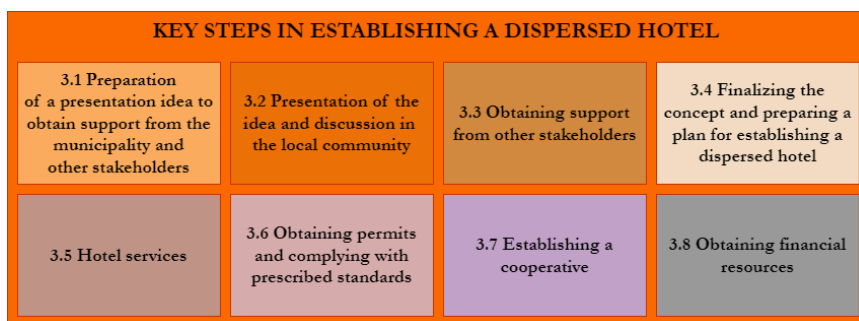 KEY STEPS IN ESTABLISHING A DISPERSED HOTEL
3.1 Preparation
of a presentation idea to
obtain support from the
municipality and
other stakeholders
3.2 Presentation of the
idea and discussion in
the local community
3.3 Obtaining support
from other stakeholders
3.4 Finalizing the
concept and preparing a
plan for establishing a
dispersed hotel
3.5 Hotel services
3.6 Obtaining permits
and complying with
prescribed standards
3.7 Establishing a
cooperative
3.8 Obtaining financial
resources